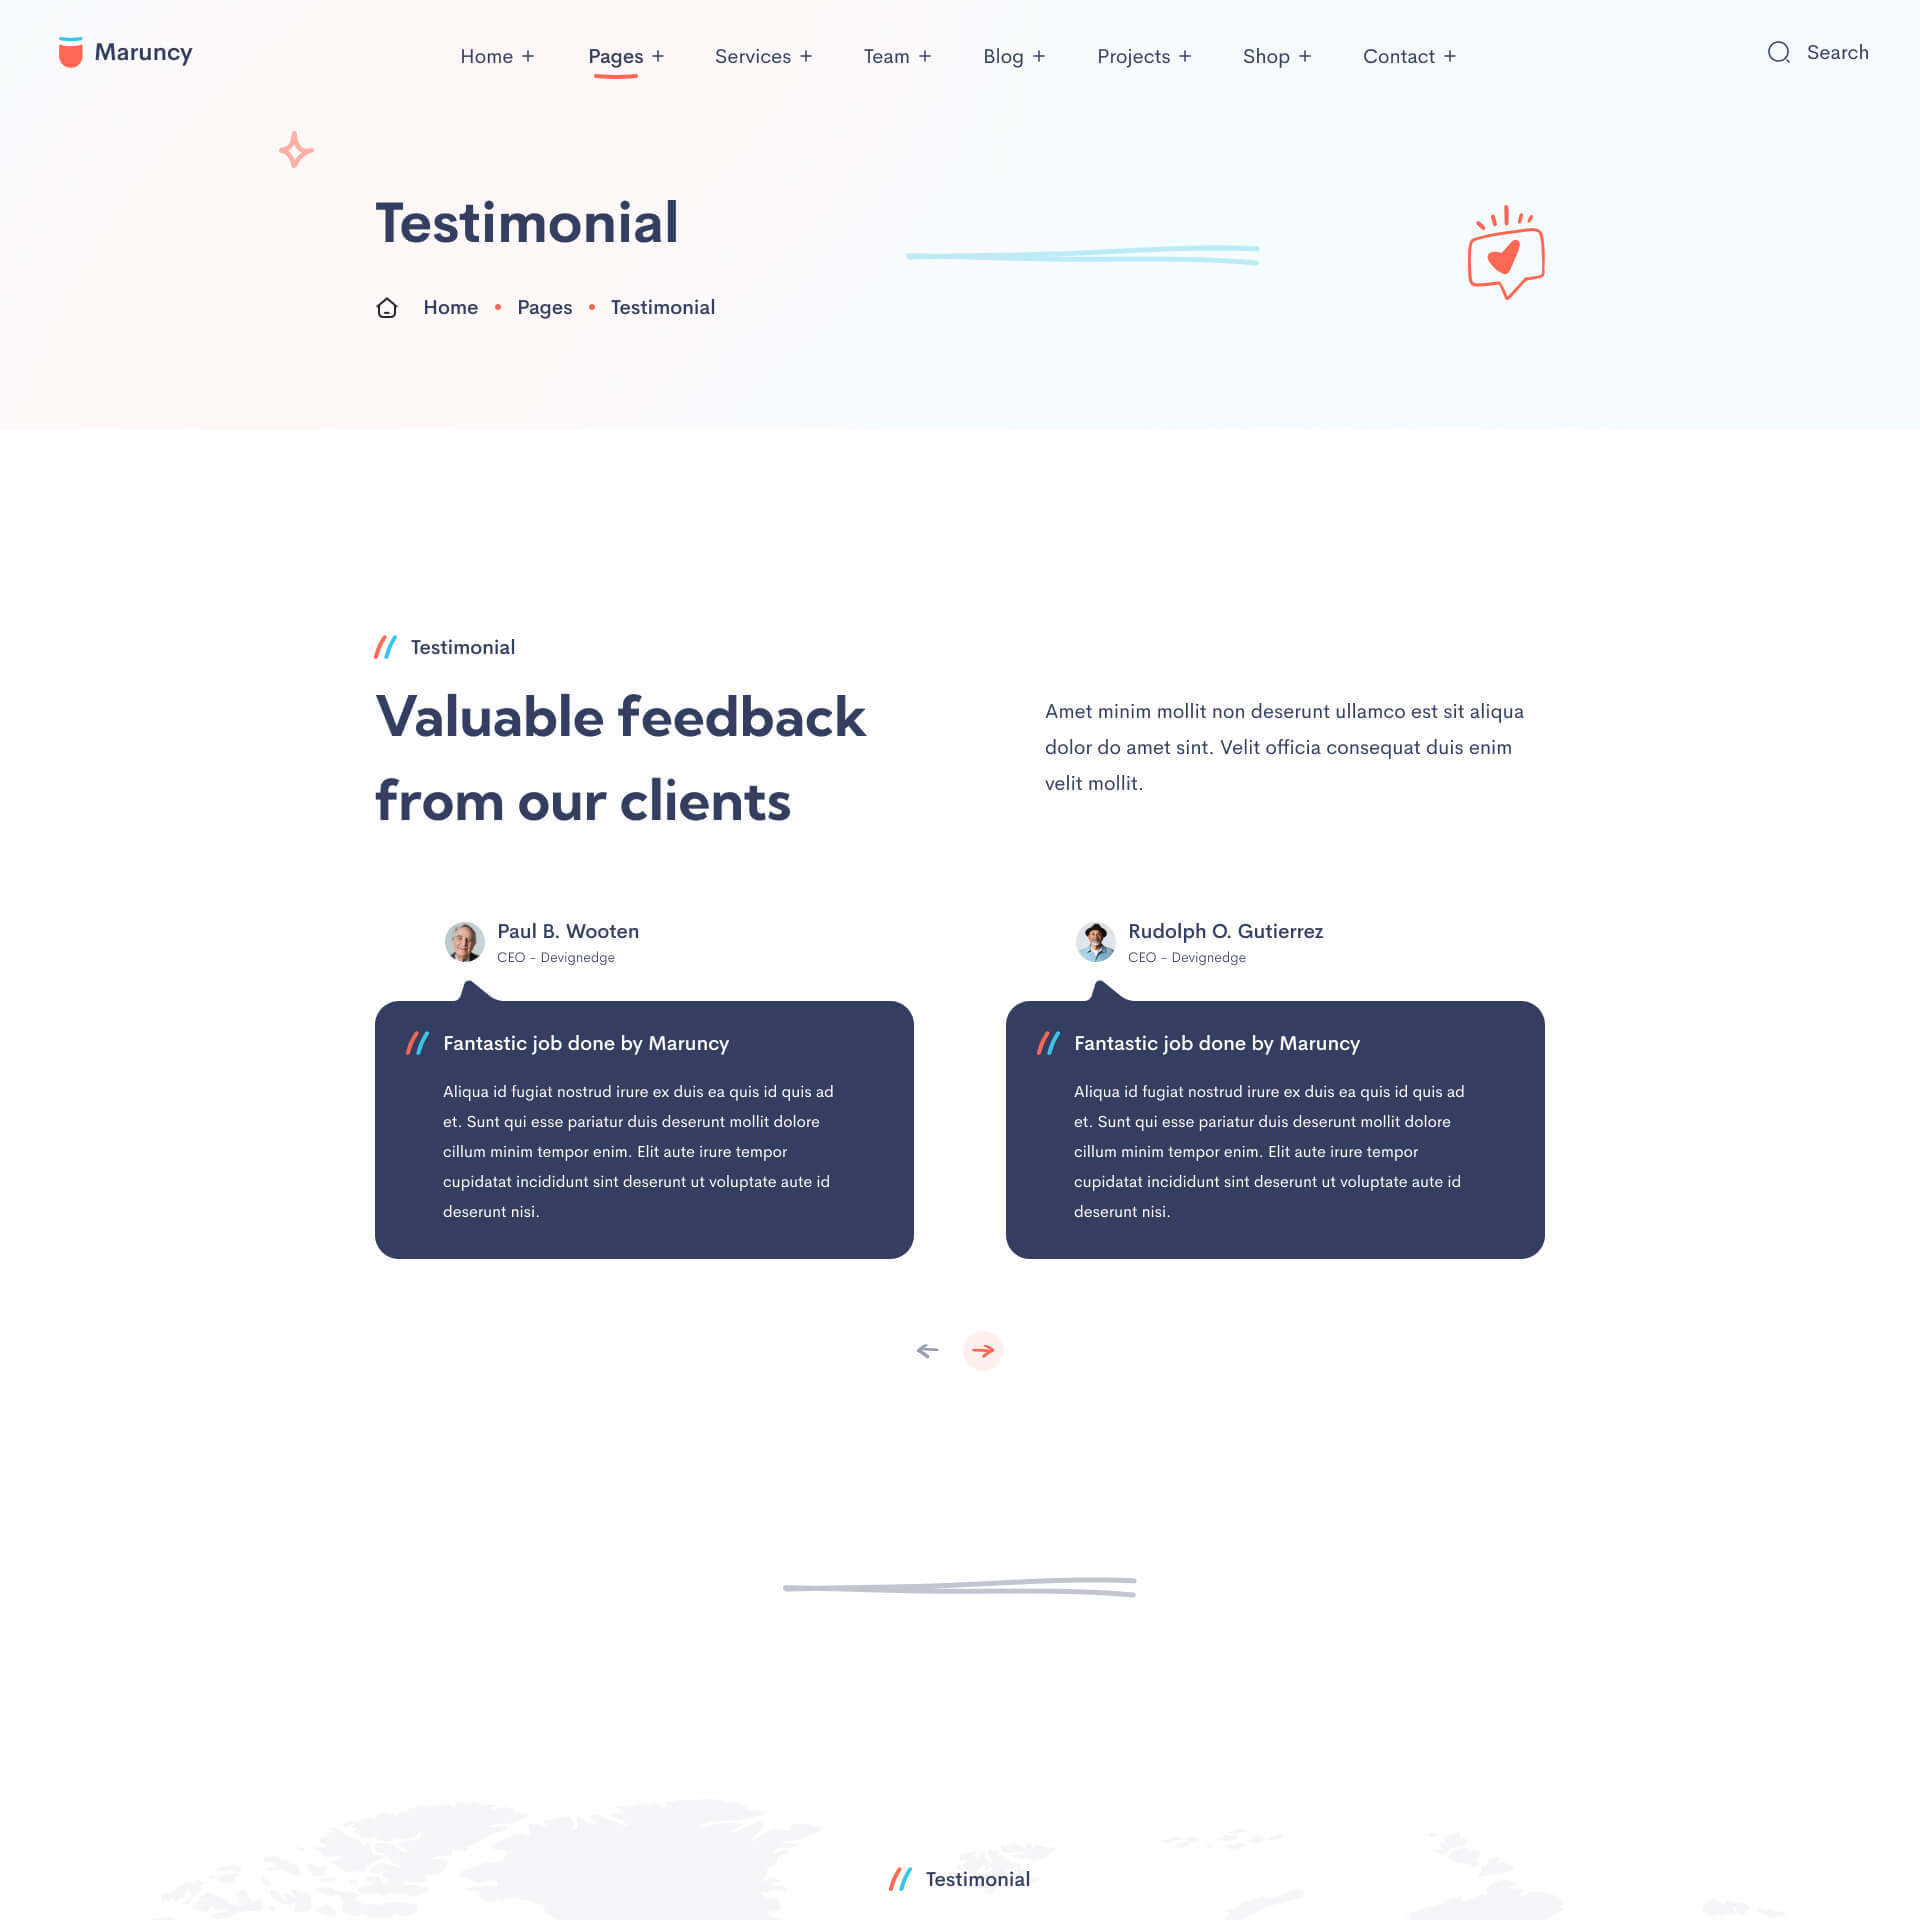 Maruncy
Home + Pages + Services + Team + Blog + Projects + Shop + Contact +
Search
Testimonial
Home • Pages • Testimonial
Testimonial
Valuable feedback
from our clients
Amet minim mollit non deserunt ullamco est sit aliqua
dolor do amet sint. Velit officia consequat duis enim
velit mollit.
Paul B. Wooten
CEO - Devignedge
Fantastic job done by Maruncy
Aliqua id fugiat nostrud irure ex duis ea quis id quis ad
et. Sunt qui esse pariatur duis deserunt mollit dolore
cillum minim tempor enim. Elit aute irure tempor
cupidatat incididunt sint deserunt ut voluptate aute id
deserunt nisi.
Rudolph O. Gutierrez
CEO - Devignedge
Fantastic job done by Maruncy
Aliqua id fugiat nostrud irure ex duis ea quis id quis ad
et. Sunt qui esse pariatur duis deserunt mollit dolore
cillum minim tempor enim. Elit aute irure tempor
cupidatat incididunt sint deserunt ut voluptate aute id
deserunt nisi.
Testimonial